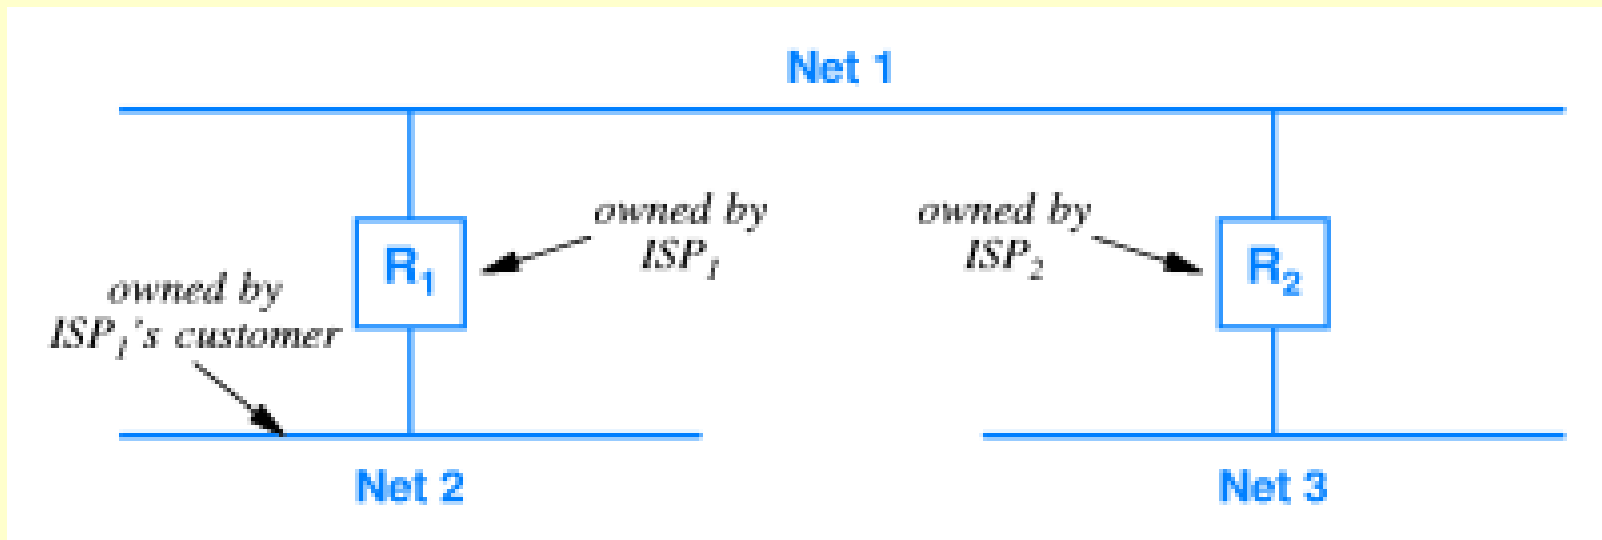 Net 1
owned by
ISP₁
owned by
ISP₂
R₁
R₂
owned by
ISP₁'s customer
Net 2
Net 3